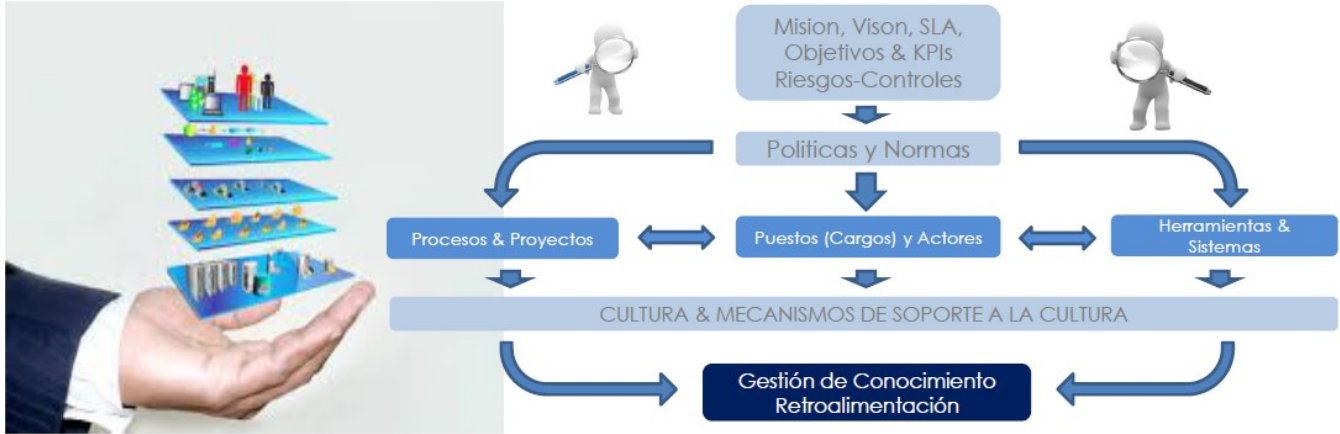 Mision, Vison, SLA,
Objetivos & KPIs
Riesgos-Controles
Politicas y Normas
Procesos & Proyectos
Puestos (Cargos) y Actores
Herramientas &
Sistemas
CULTURA & MECANISMOS DE SOPORTE A LA CULTURA
Gestión de Conocimiento
Retroalimentación